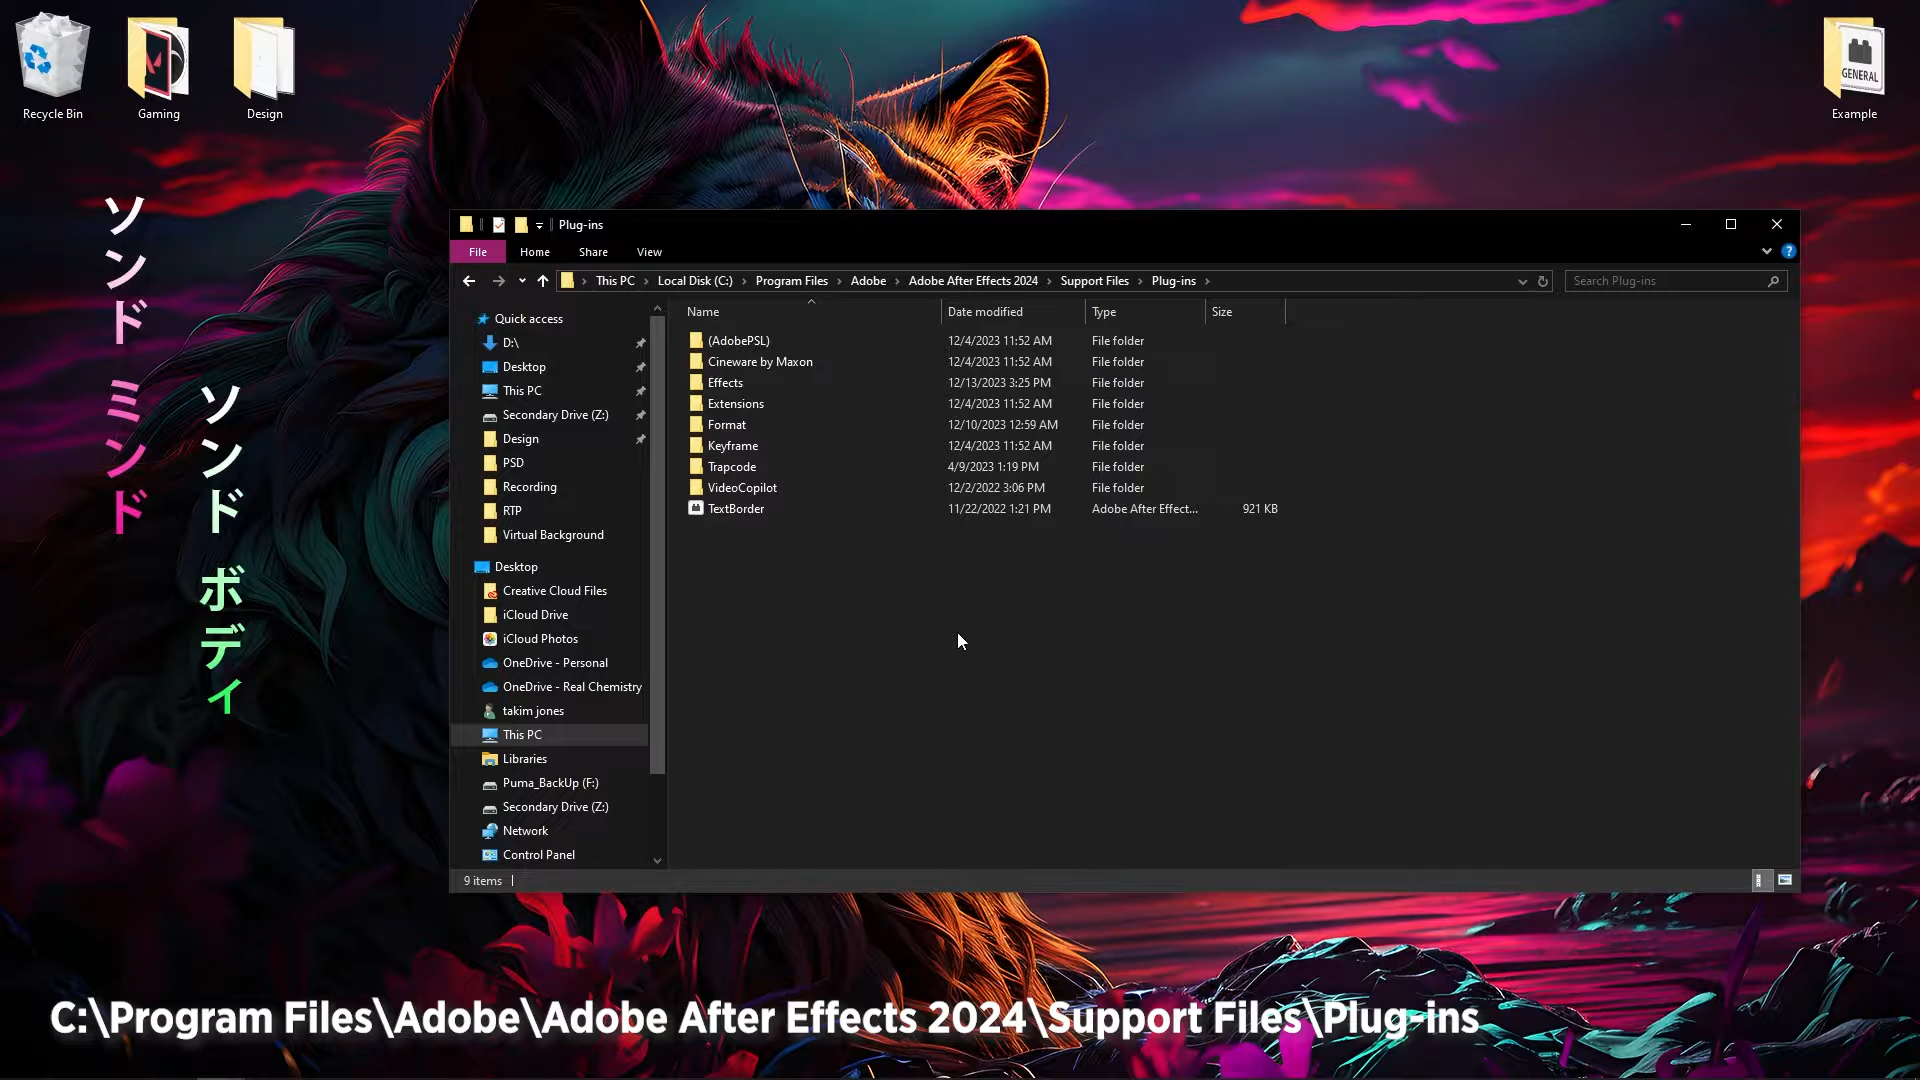 Recycle Bin
Gaming
Design
GENERAL
Example
ソンド ミンド
ソンド ボディ
Plug-ins
File Home Share View
This PC Local Disk (C:) Program Files Adobe Adobe After Effects 2024 Support Files Plug-ins
Search Plug-ins
Quick access
D:\
Desktop
This PC
Secondary Drive (Z:)
Design
PSD
Recording
RTP
Virtual Background
Desktop
Creative Cloud Files
iCloud Drive
iCloud Photos
OneDrive - Personal
OneDrive - Real Chemistry
takim jones
This PC
Libraries
Puma_BackUp (F:)
Secondary Drive (Z:)
Network
Control Panel
Name Date modified Type Size
(AdobePSL) 12/4/2023 11:52 AM File folder
Cineware by Maxon 12/4/2023 11:52 AM File folder
Effects 12/13/2023 3:25 PM File folder
Extensions 12/4/2023 11:52 AM File folder
Format 12/10/2023 12:59 AM File folder
Keyframe 12/4/2023 11:52 AM File folder
Trapcode 4/9/2023 1:19 PM File folder
VideoCopilot 12/2/2022 3:06 PM File folder
TextBorder 11/22/2022 1:21 PM Adobe After Effect... 921 KB
9 items
C:\Program Files\Adobe\Adobe After Effects 2024\Support Files\Plug-ins